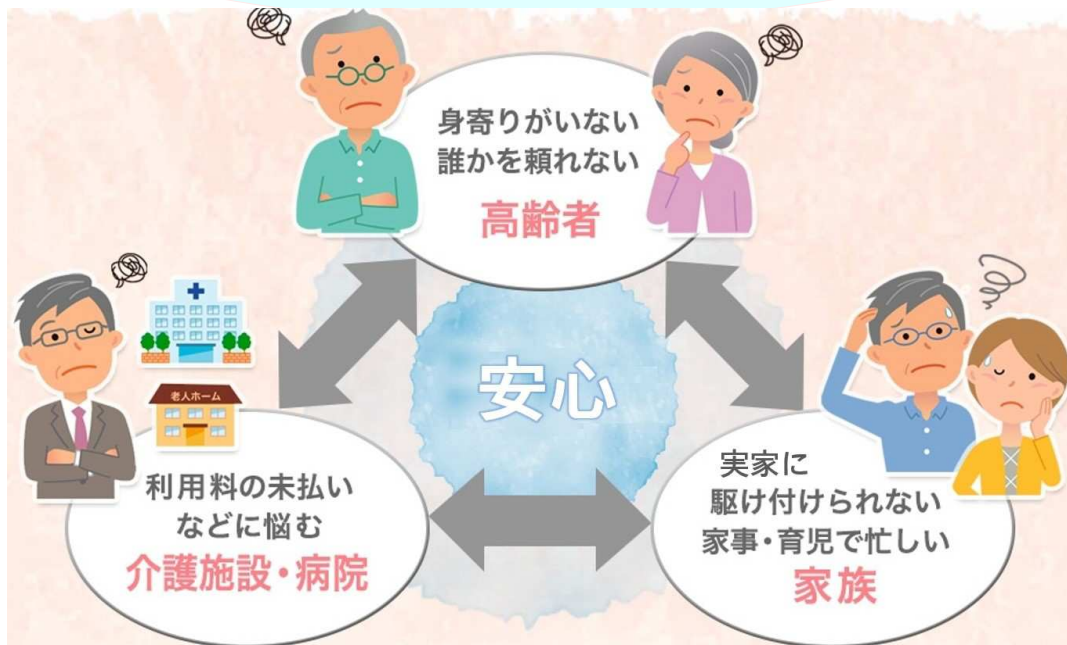 身寄りがいない
誰かを頼れない
高齢者
安心
老人ホーム
利用料の未払い
などに悩む
介護施設・病院
実家に
駆け付けられない
家事・育児で忙しい
家族